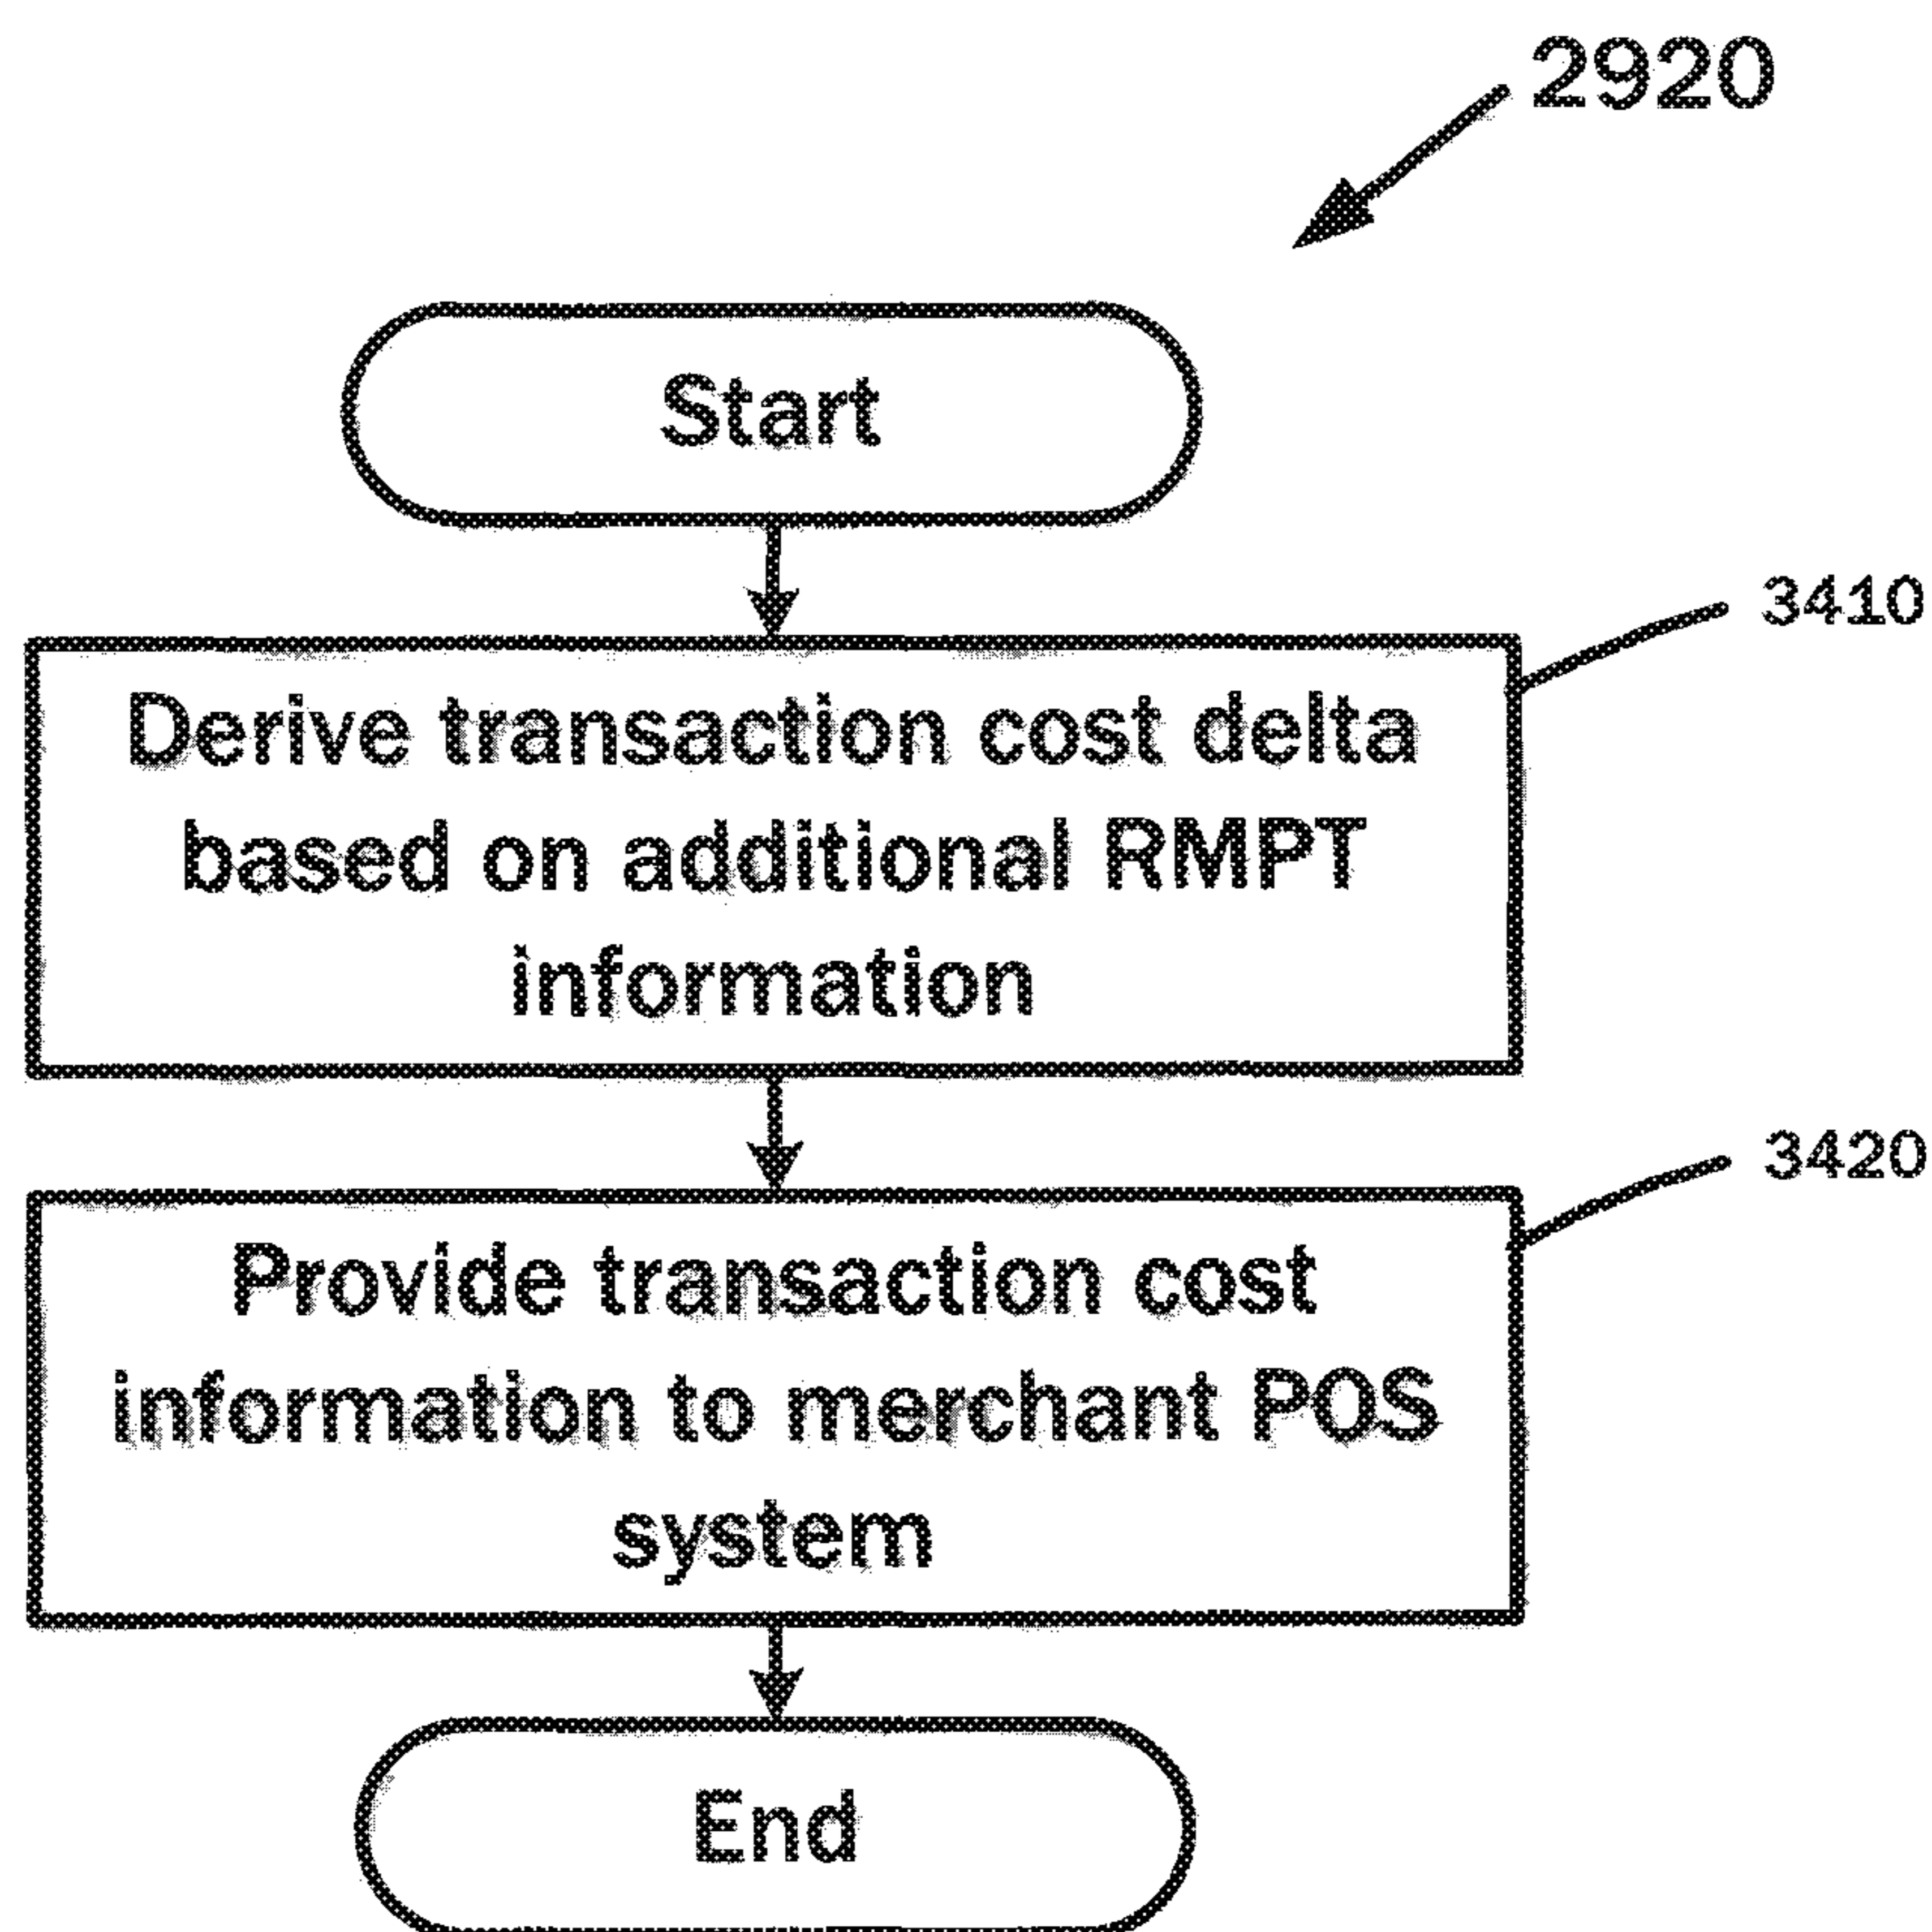 2920
Start
3410
Derive transaction cost delta
based on additional RMPT
information
3420
Provide transaction cost
information to merchant POS
system
End